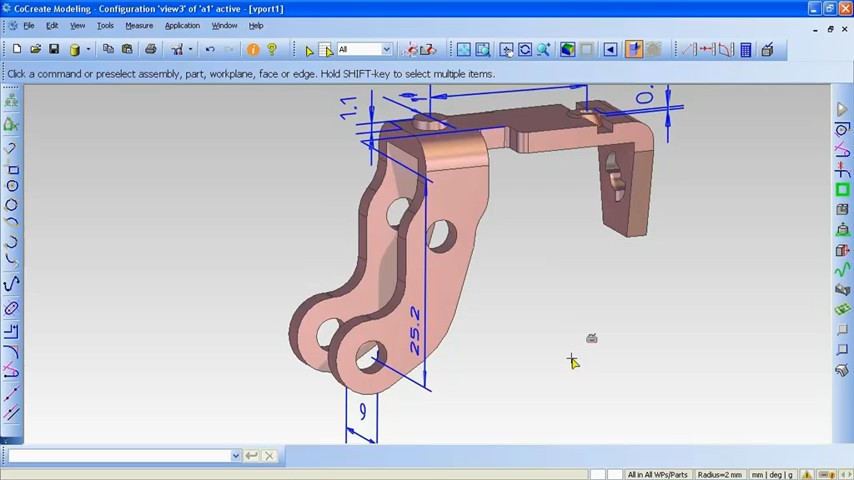 CoCreate Modeling - Configuration 'view3' of 'a1' active - [vport1]
File Edit View Tools Measure Application Window Help
All
Click a command or preselect assembly, part, workplane, face or edge. Hold SHIFT-key to select multiple items.
1.1
0.
25.2
9
All in All WPs/Parts Radius=2 mm mm | deg | g